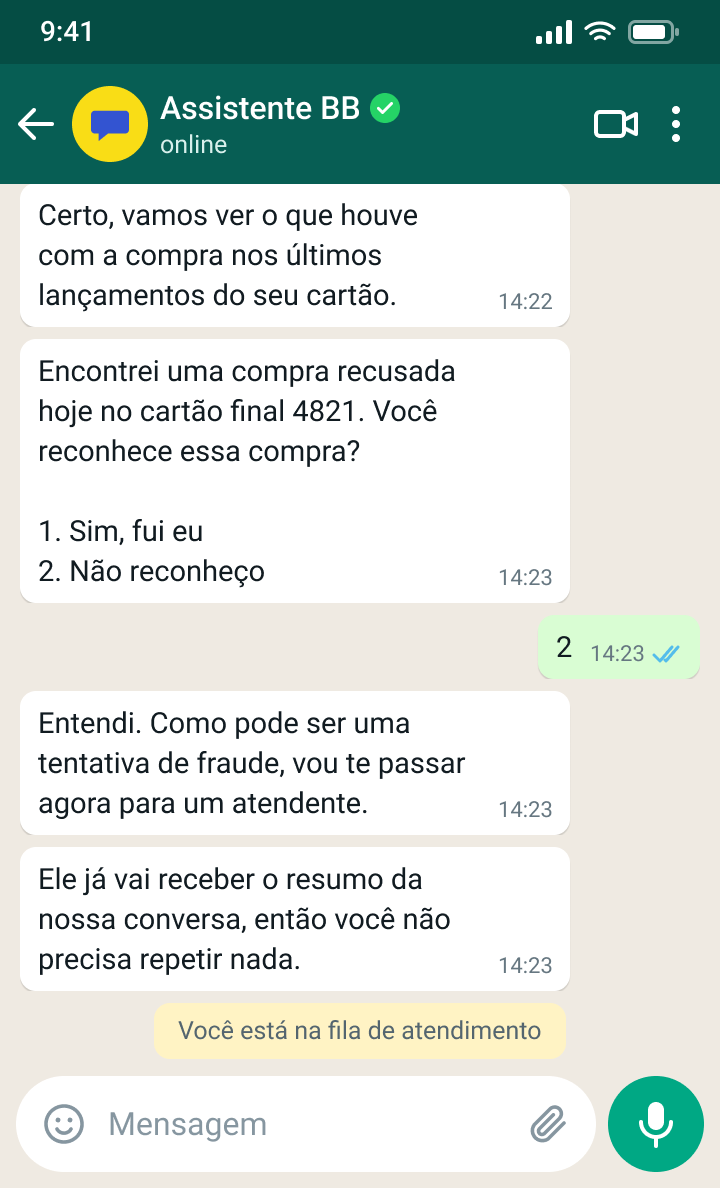 9:41
Assistente BB
online
Certo, vamos ver o que houve
com a compra nos últimos
lançamentos do seu cartão.
14:22
Encontrei uma compra recusada
hoje no cartão final 4821. Você
reconhece essa compra?
1. Sim, fui eu
2. Não reconheço
14:23
2 14:23
Entendi. Como pode ser uma
tentativa de fraude, vou te passar
agora para um atendente.
14:23
Ele já vai receber o resumo da
nossa conversa, então você não
precisa repetir nada.
14:23
Você está na fila de atendimento
Mensagem